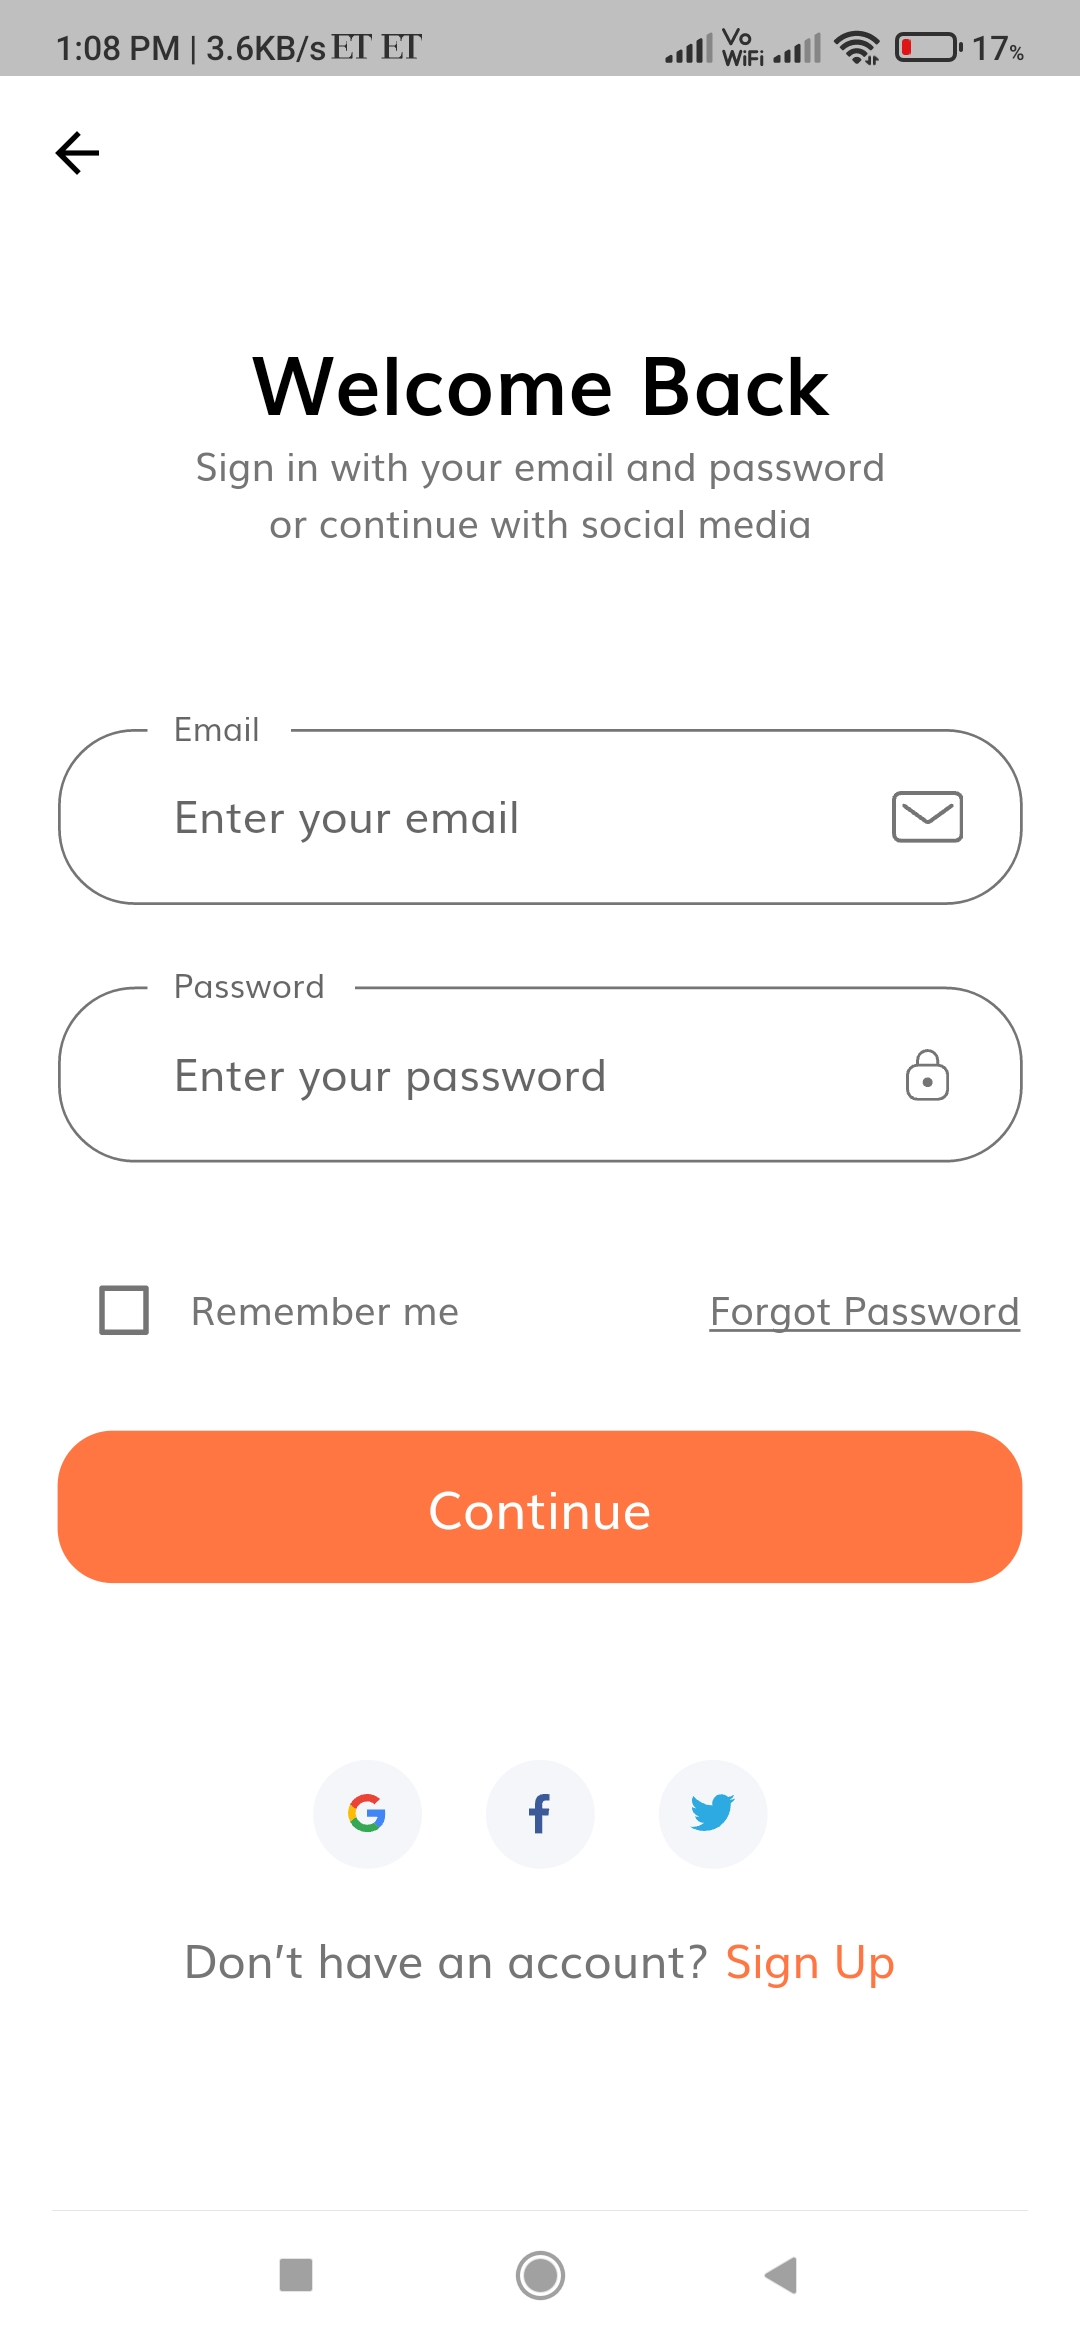 1:08 PM | 3.6KB/s ET ET Vo WiFi 17%
Welcome Back
Sign in with your email and password
or continue with social media
Email
Enter your email
Password
Enter your password
Remember me Forgot Password
Continue
Don't have an account? Sign Up